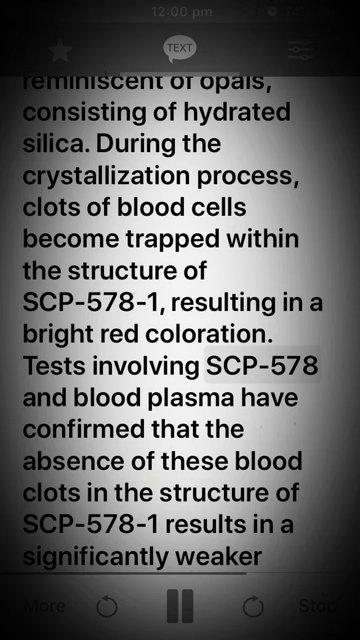 12:00 pm
TEXT
reminiscent of opals,
consisting of hydrated
silica. During the
crystallization process,
clots of blood cells
become trapped within
the structure of
SCP-578-1, resulting in a
bright red coloration.
Tests involving SCP-578
and blood plasma have
confirmed that the
absence of these blood
clots in the structure of
SCP-578-1 results in a
significantly weaker
More
Stop